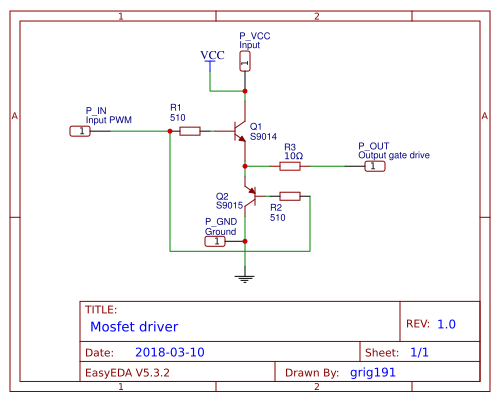 1 2
P_VCC
Input
1
VCC
A A
P_IN
Input PWM
1
R1
510
Q1
S9014
R3
10Ω
P_OUT
Output gate drive
1
Q2
S9015
R2
510
P_GND
Ground
1
TITLE:
Mosfet driver
REV: 1.0
Date: 2018-03-10
Sheet: 1/1
EasyEDA V5.3.2
Drawn By: grig191
1 2